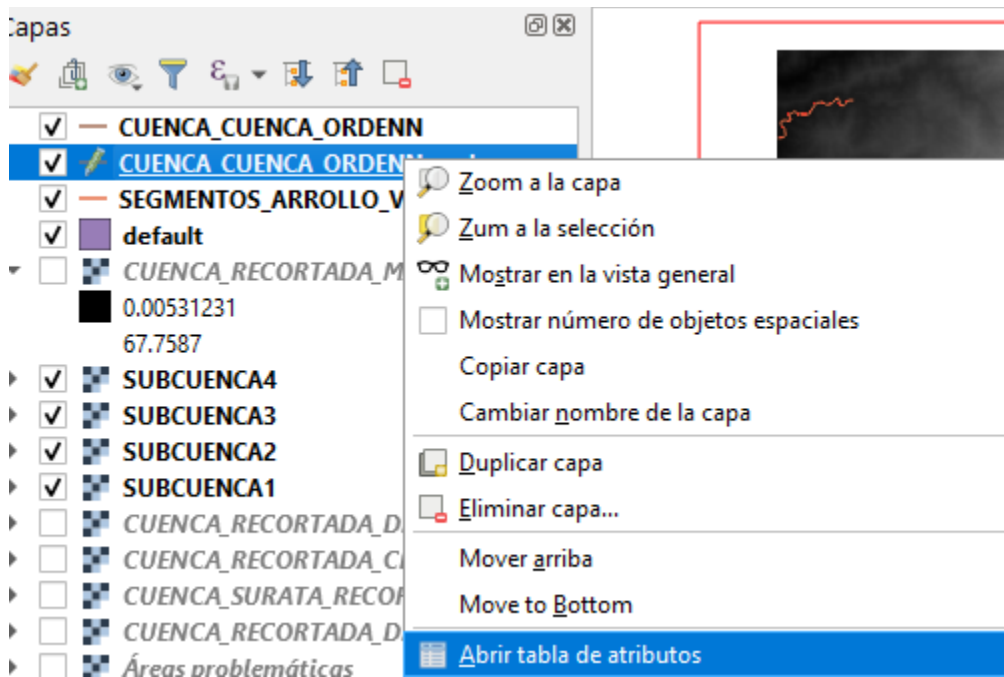 Capas
CUENCA_CUENCA_ORDENN
CUENCA_CUENCA_ORDENN
SEGMENTOS_ARROLLO_V
default
CUENCA_RECORTADA_M
0.00531231
67.7587
SUBCUENCA4
SUBCUENCA3
SUBCUENCA2
SUBCUENCA1
CUENCA_RECORTADA_D
CUENCA_RECORTADA_C
CUENCA_SURATA_RECOR
CUENCA_RECORTADA_D
Áreas problemáticas
Zoom a la capa
Zum a la selección
Mostrar en la vista general
Mostrar número de objetos espaciales
Copiar capa
Cambiar nombre de la capa
Duplicar capa
Eliminar capa...
Mover arriba
Move to Bottom
Abrir tabla de atributos